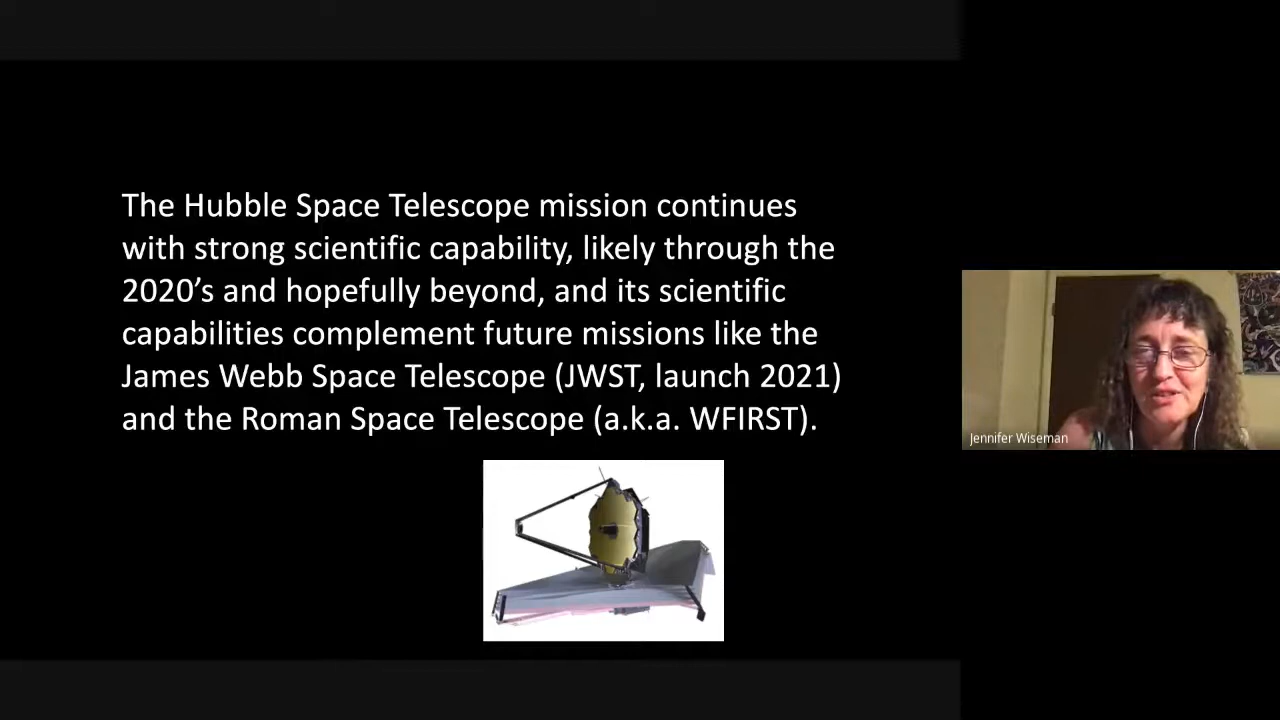 The Hubble Space Telescope mission continues
with strong scientific capability, likely through the
2020’s and hopefully beyond, and its scientific
capabilities complement future missions like the
James Webb Space Telescope (JWST, launch 2021)
and the Roman Space Telescope (a.k.a. WFIRST).
Jennifer Wiseman